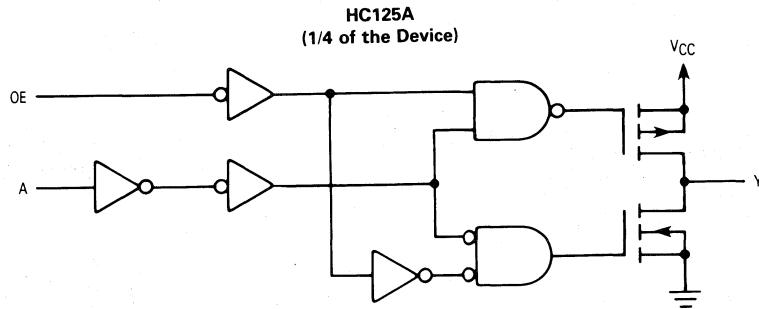 HC125A
(1/4 of the Device)
VCC
OE
A
Y